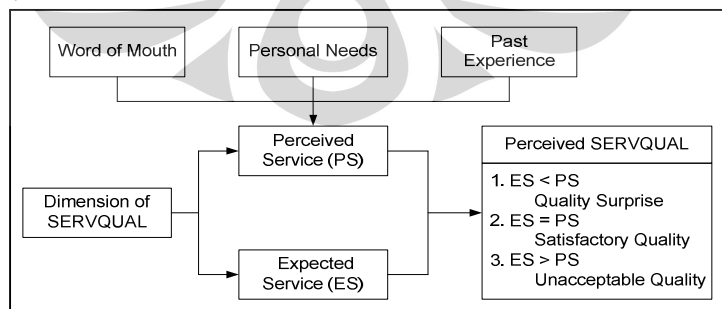 Word of Mouth
Personal Needs
Past
Experience
Perceived
Service (PS)
Dimension of
SERVQUAL
Expected
Service (ES)
Perceived SERVQUAL
1. ES < PS
Quality Surprise
2. ES = PS
Satisfactory Quality
3. ES > PS
Unacceptable Quality